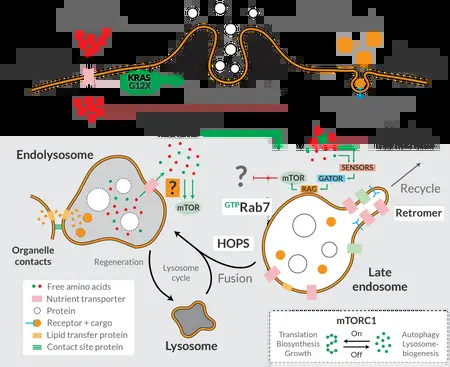 KRAS
G12X
Endolysosome
?
mTOR
?
mTOR
SENSORS
GATOR
RAG
GTPRab7
Recycle
Retromer
HOPS
Organelle
contacts
Regeneration
Lysosome
cycle
Fusion
Late
endosome
Lysosome
Free amino acids
Nutrient transporter
Protein
Receptor + cargo
Lipid transfer protein
Contact site protein
mTORC1
Translation
Biosynthesis
Growth
On
Off
Autophagy
Lysosome-
biogenesis